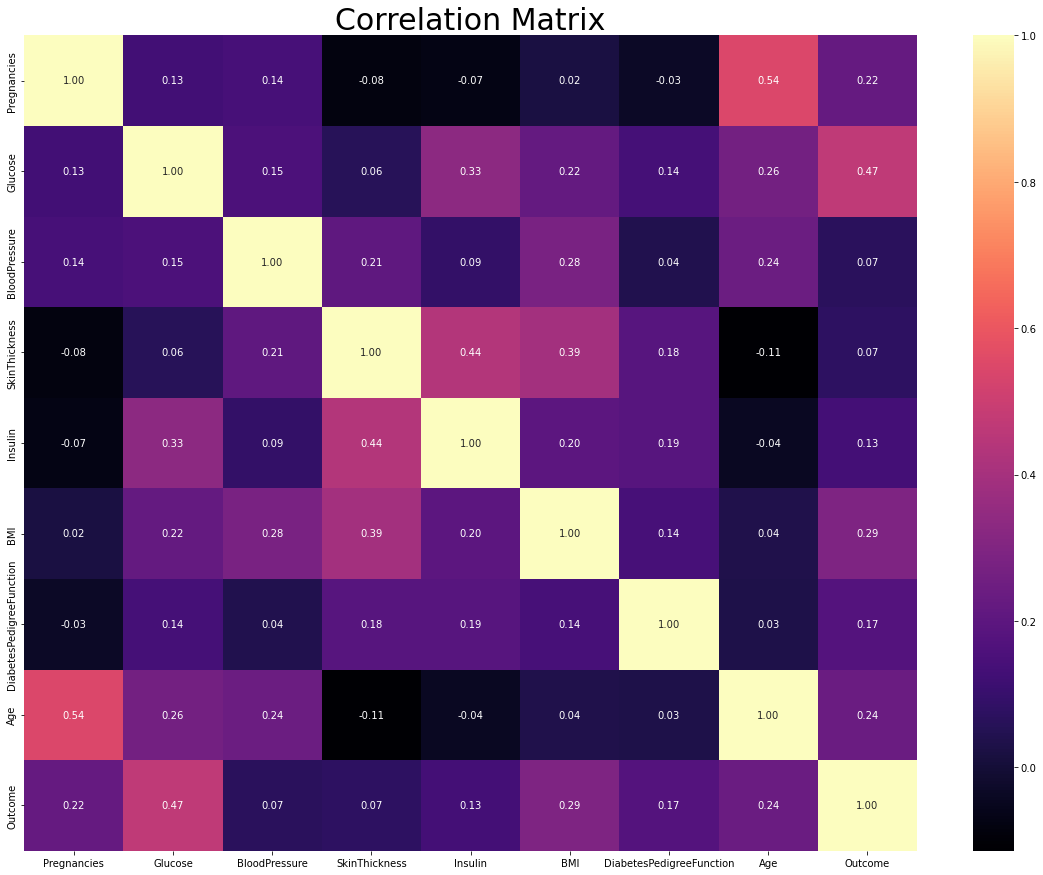 Correlation Matrix
Pregnancies 1.00 0.13 0.14 -0.08 -0.07 0.02 -0.03 0.54 0.22
Glucose 0.13 1.00 0.15 0.06 0.33 0.22 0.14 0.26 0.47
BloodPressure 0.14 0.15 1.00 0.21 0.09 0.28 0.04 0.24 0.07
SkinThickness -0.08 0.06 0.21 1.00 0.44 0.39 0.18 -0.11 0.07
Insulin -0.07 0.33 0.09 0.44 1.00 0.20 0.19 -0.04 0.13
BMI 0.02 0.22 0.28 0.39 0.20 1.00 0.14 0.04 0.29
DiabetesPedigreeFunction -0.03 0.14 0.04 0.18 0.19 0.14 1.00 0.03 0.17
Age 0.54 0.26 0.24 -0.11 -0.04 0.04 0.03 1.00 0.24
Outcome 0.22 0.47 0.07 0.07 0.13 0.29 0.17 0.24 1.00
Pregnancies Glucose BloodPressure SkinThickness Insulin BMI DiabetesPedigreeFunction Age Outcome
1.0
0.8
0.6
0.4
0.2
0.0